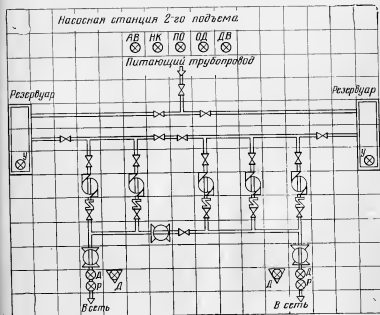 Насосная станция 2-го подъема
АВ НК ПО ОД ДВ
Питающий трубопровод
Резервуар Резервуар
У У
Д Д
Р Д Д Р
В сеть В сеть